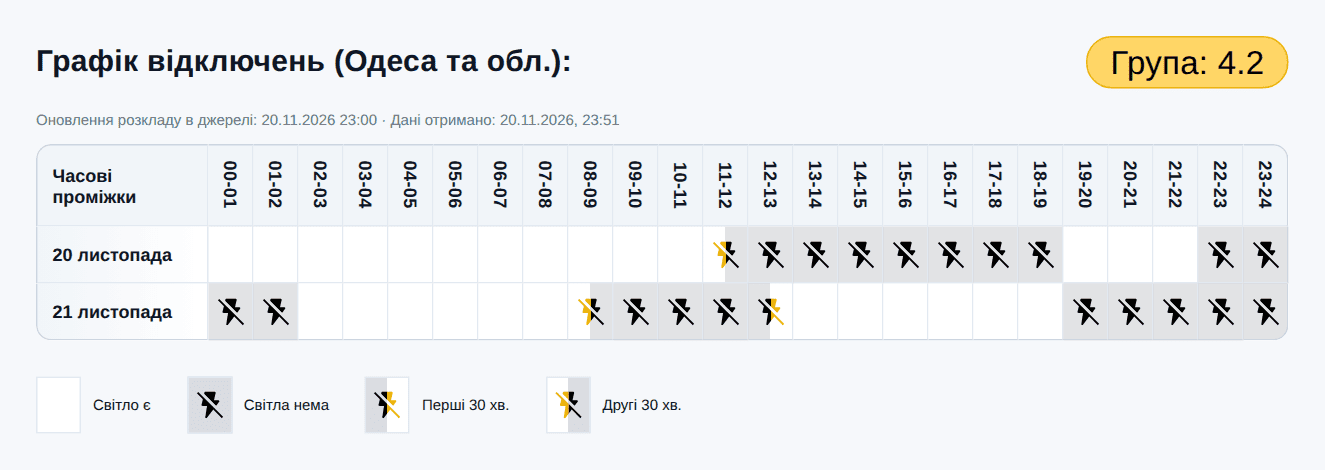 Графік відключень (Одеса та обл.):
Група: 4.2
Оновлення розкладу в джерелі: 20.11.2026 23:00 · Дані отримано: 20.11.2026, 23:51
Часові
проміжки
00-01
01-02
02-03
03-04
04-05
05-06
06-07
07-08
08-09
09-10
10-11
11-12
12-13
13-14
14-15
15-16
16-17
17-18
18-19
19-20
20-21
21-22
22-23
23-24
20 листопада
21 листопада
Світло є
Світла нема
Перші 30 хв.
Другі 30 хв.